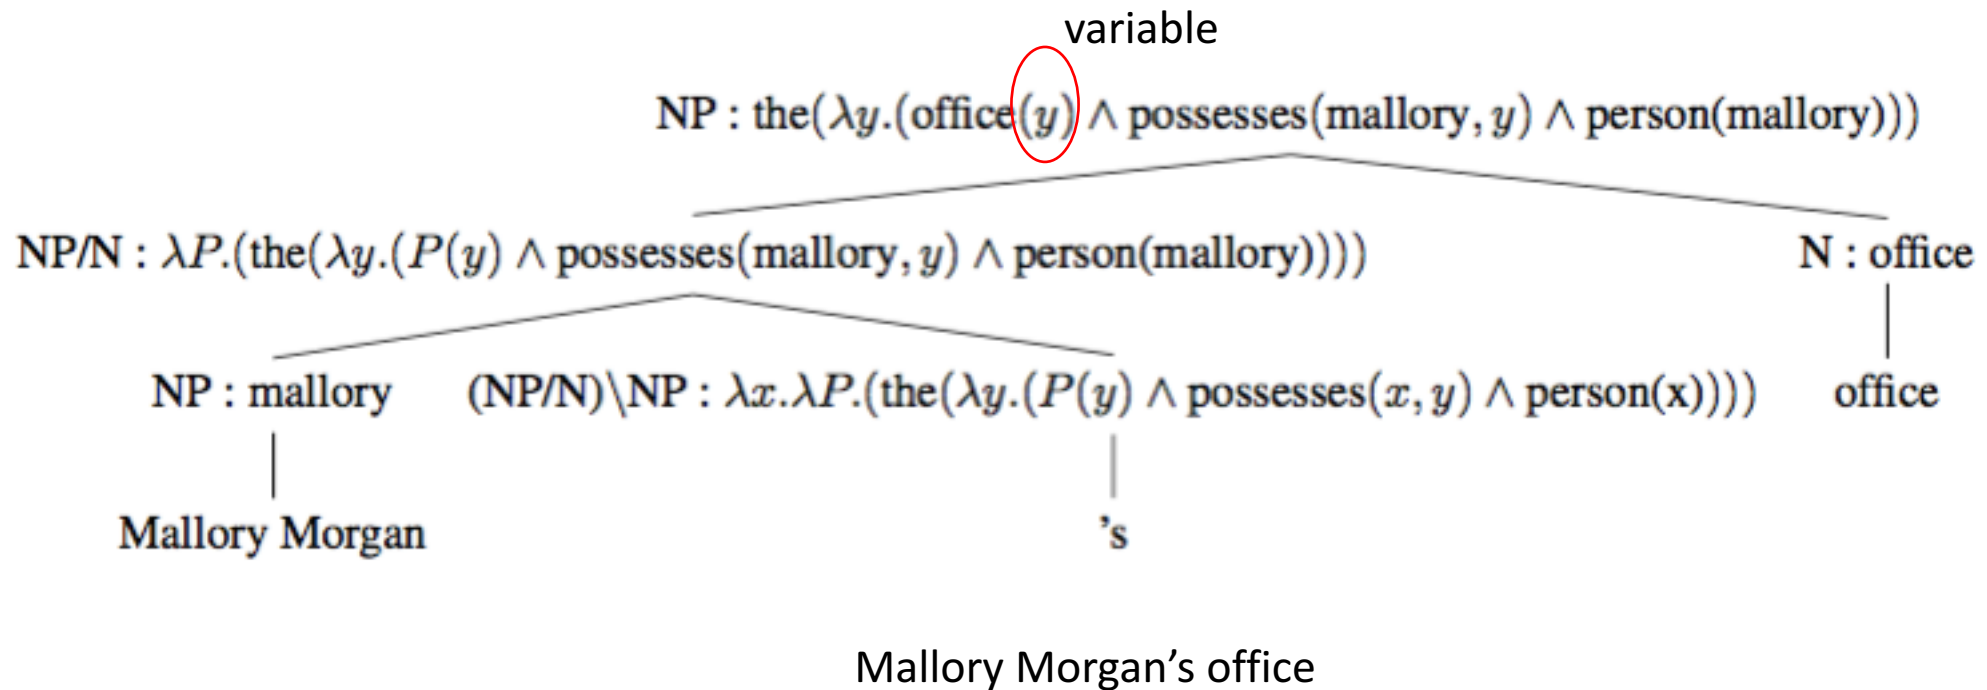 variable
NP : the(λy.(office(y) ∧ possesses(mallory, y) ∧ person(mallory)))
NP/N : λP.(the(λy.(P(y) ∧ possesses(mallory, y) ∧ person(mallory))))
N : office
NP : mallory
(NP/N)\NP : λx.λP.(the(λy.(P(y) ∧ possesses(x, y) ∧ person(x))))
office
Mallory Morgan
’s
Mallory Morgan’s office